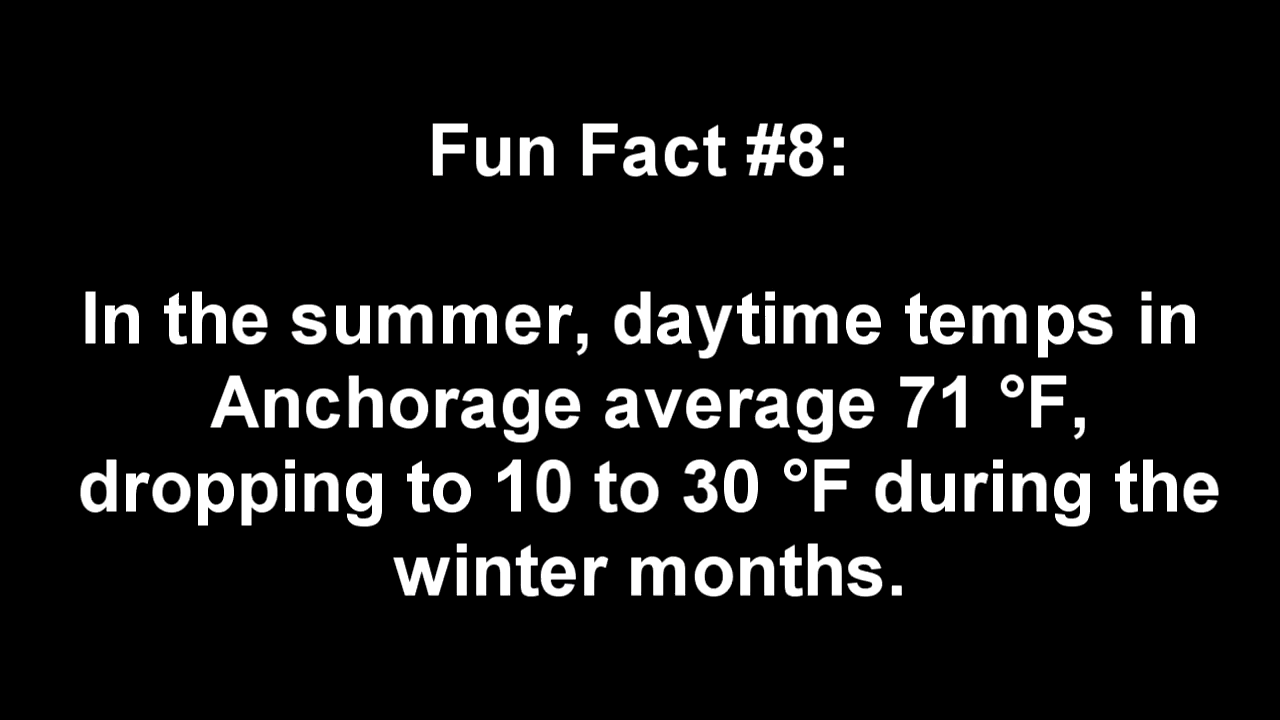 Fun Fact #8:
In the summer, daytime temps in
Anchorage average 71 °F,
dropping to 10 to 30 °F during the
winter months.